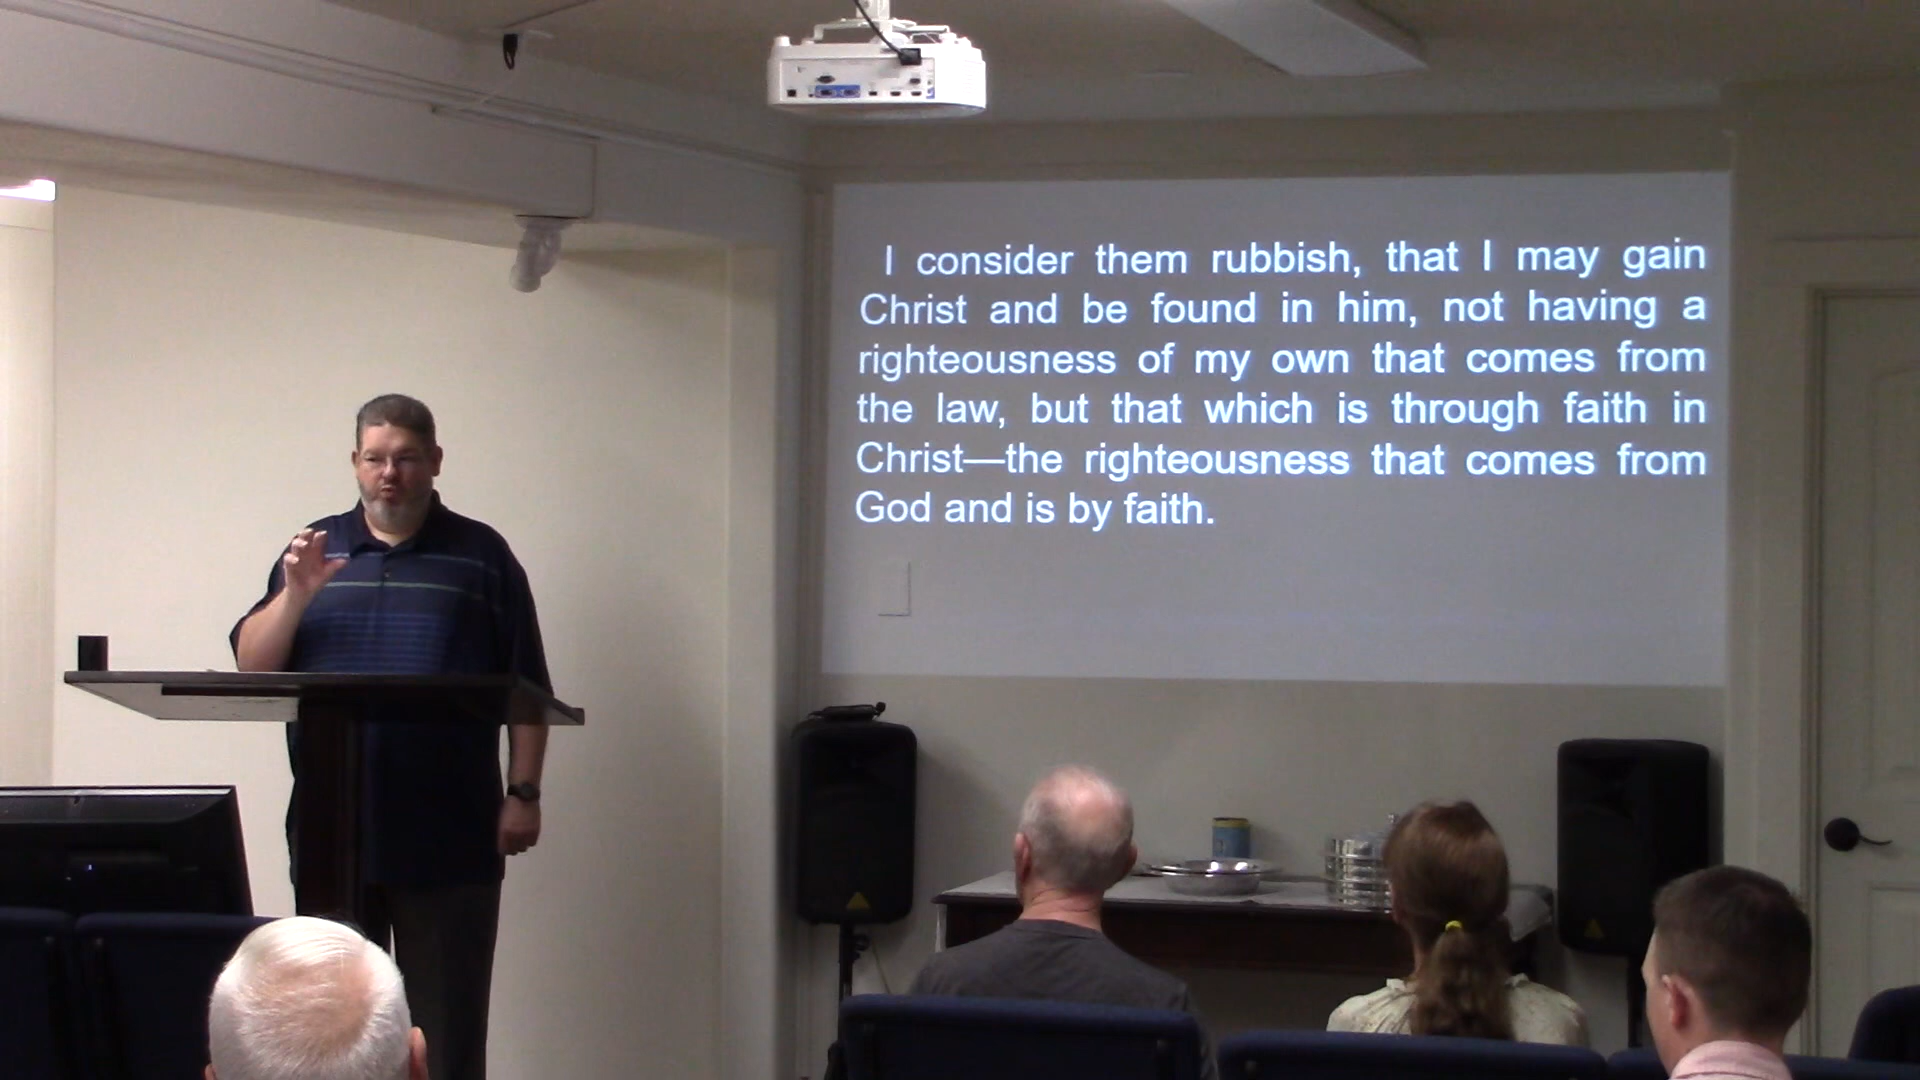 I consider them rubbish, that I may gain
Christ and be found in him, not having a
righteousness of my own that comes from
the law, but that which is through faith in
Christ—the righteousness that comes from
God and is by faith.